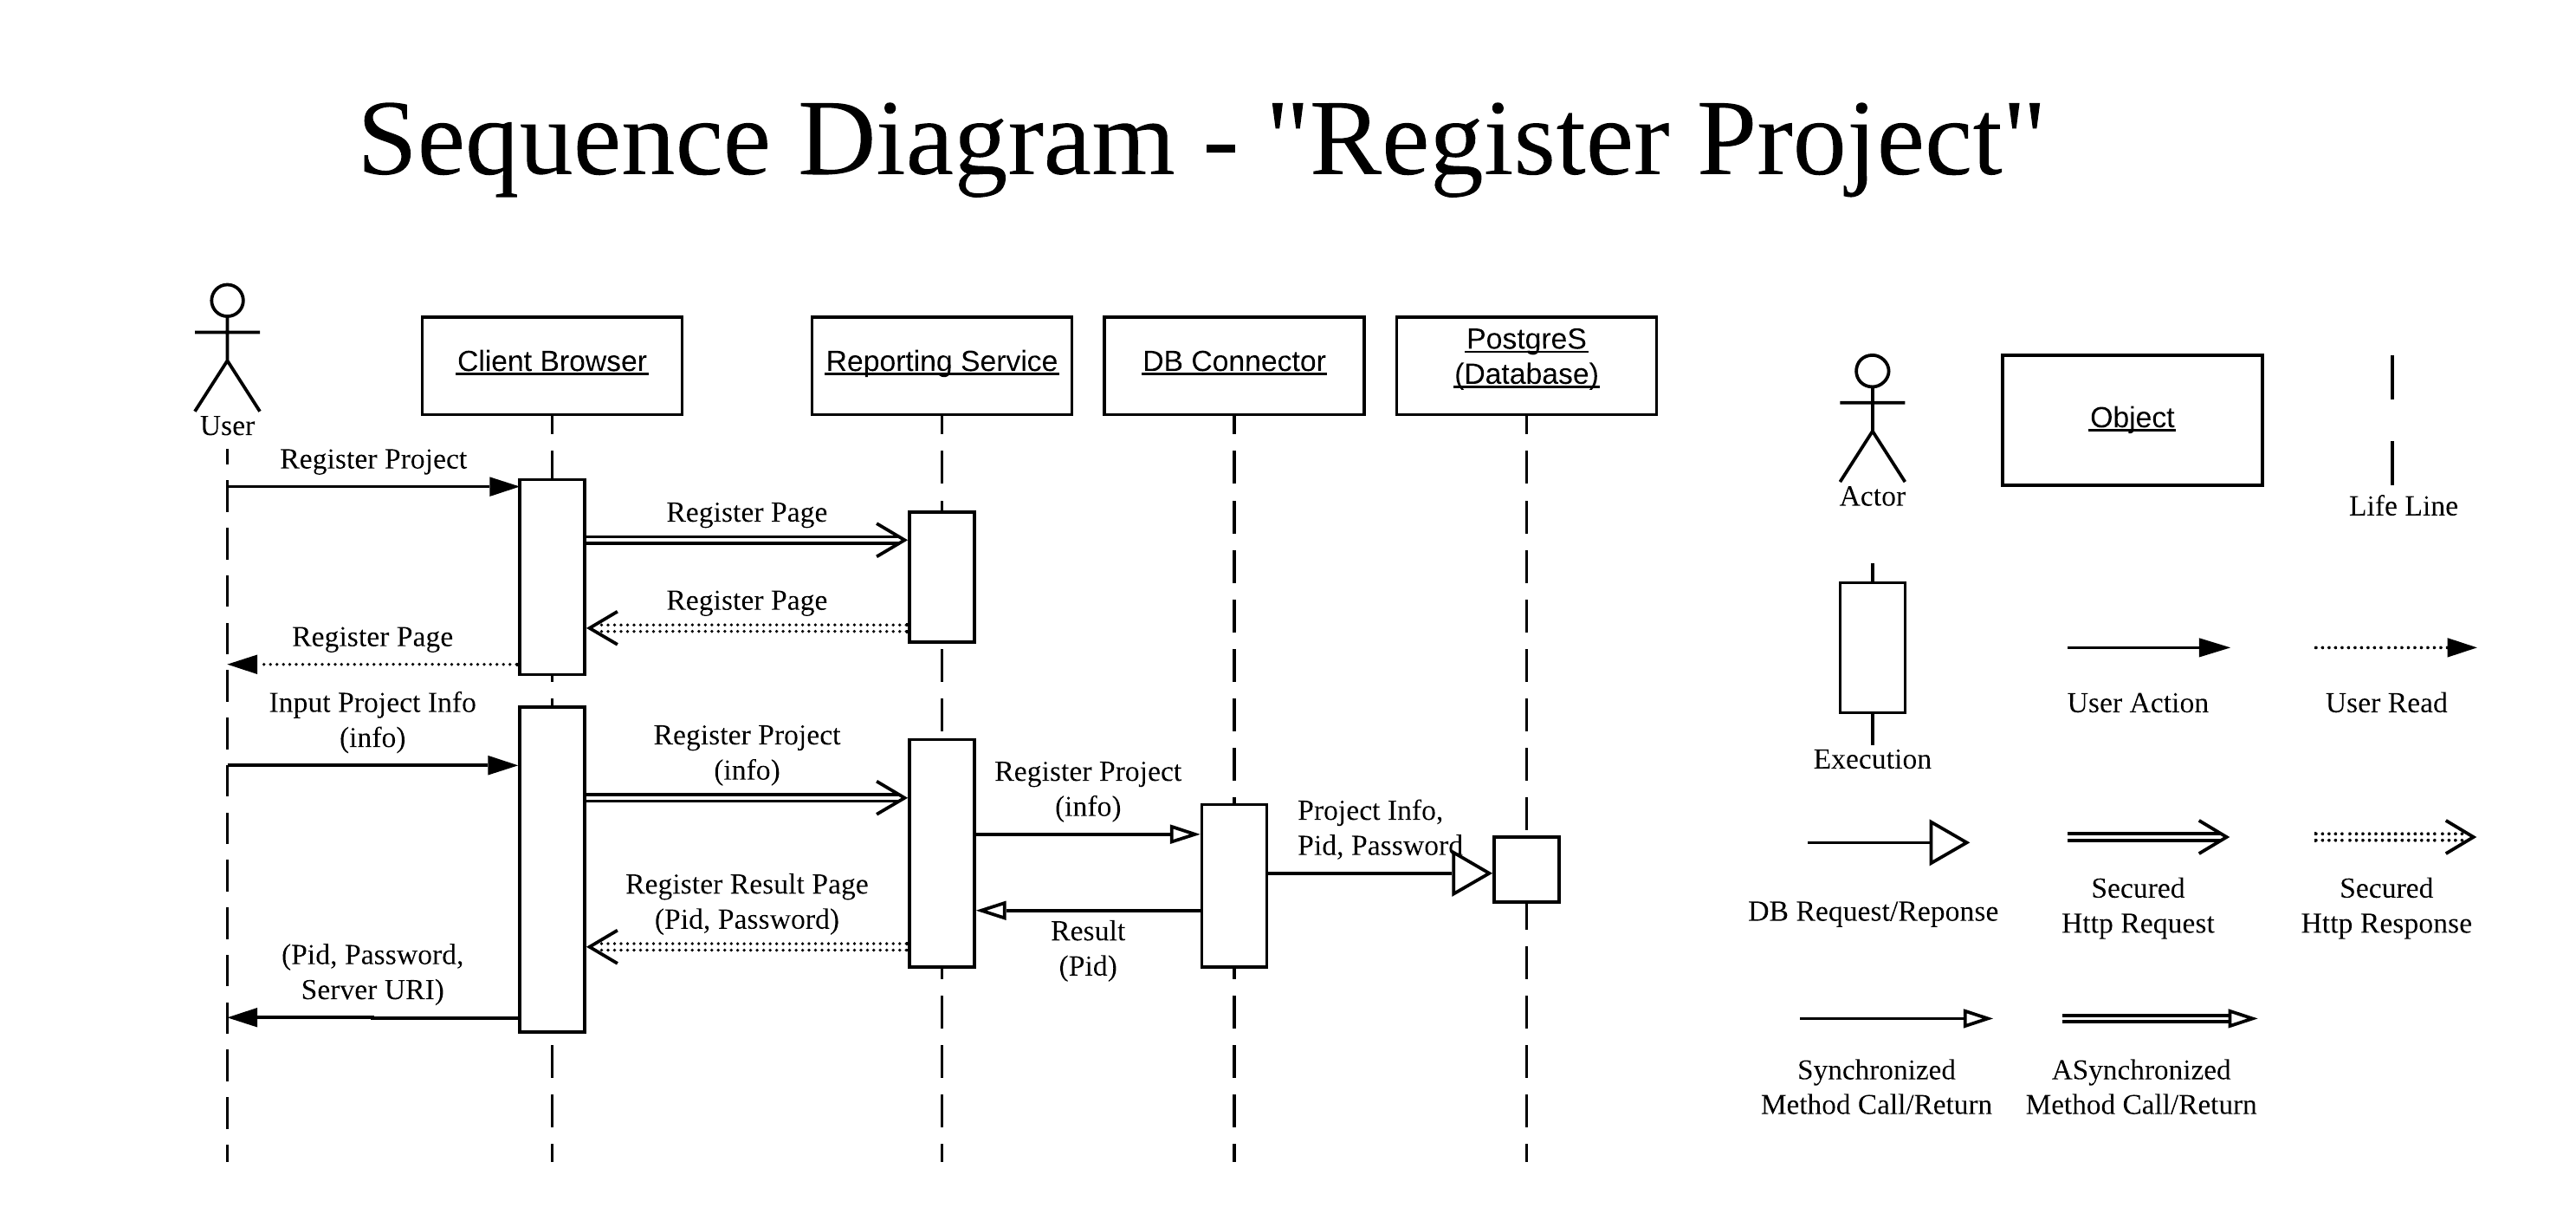 Sequence Diagram - "Register Project"
User
Client Browser
Reporting Service
DB Connector
PostgreS
(Database)
Register Project
Register Page
Register Page
Register Page
Input Project Info
(info)
Register Project
(info)
Register Project
(info)
Project Info,
Pid, Password
Register Result Page
(Pid, Password)
Result
(Pid)
(Pid, Password,
Server URI)
Actor
Object
Life Line
Execution
User Action
User Read
DB Request/Reponse
Secured
Http Request
Secured
Http Response
Synchronized
Method Call/Return
ASynchronized
Method Call/Return